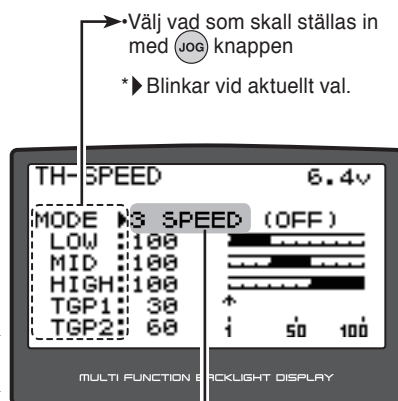 •Välj vad som skall ställas in
med JOG knappen
*▶Blinkar vid aktuellt val.
TH-SPEED 6.4v
MODE ▶3 SPEED (OFF)
LOW :100
MID :100
HIGH:100
TGP1: 30
TGP2: 60 1 50 100
MULTI FUNCTION BACKLIGHT DISPLAY